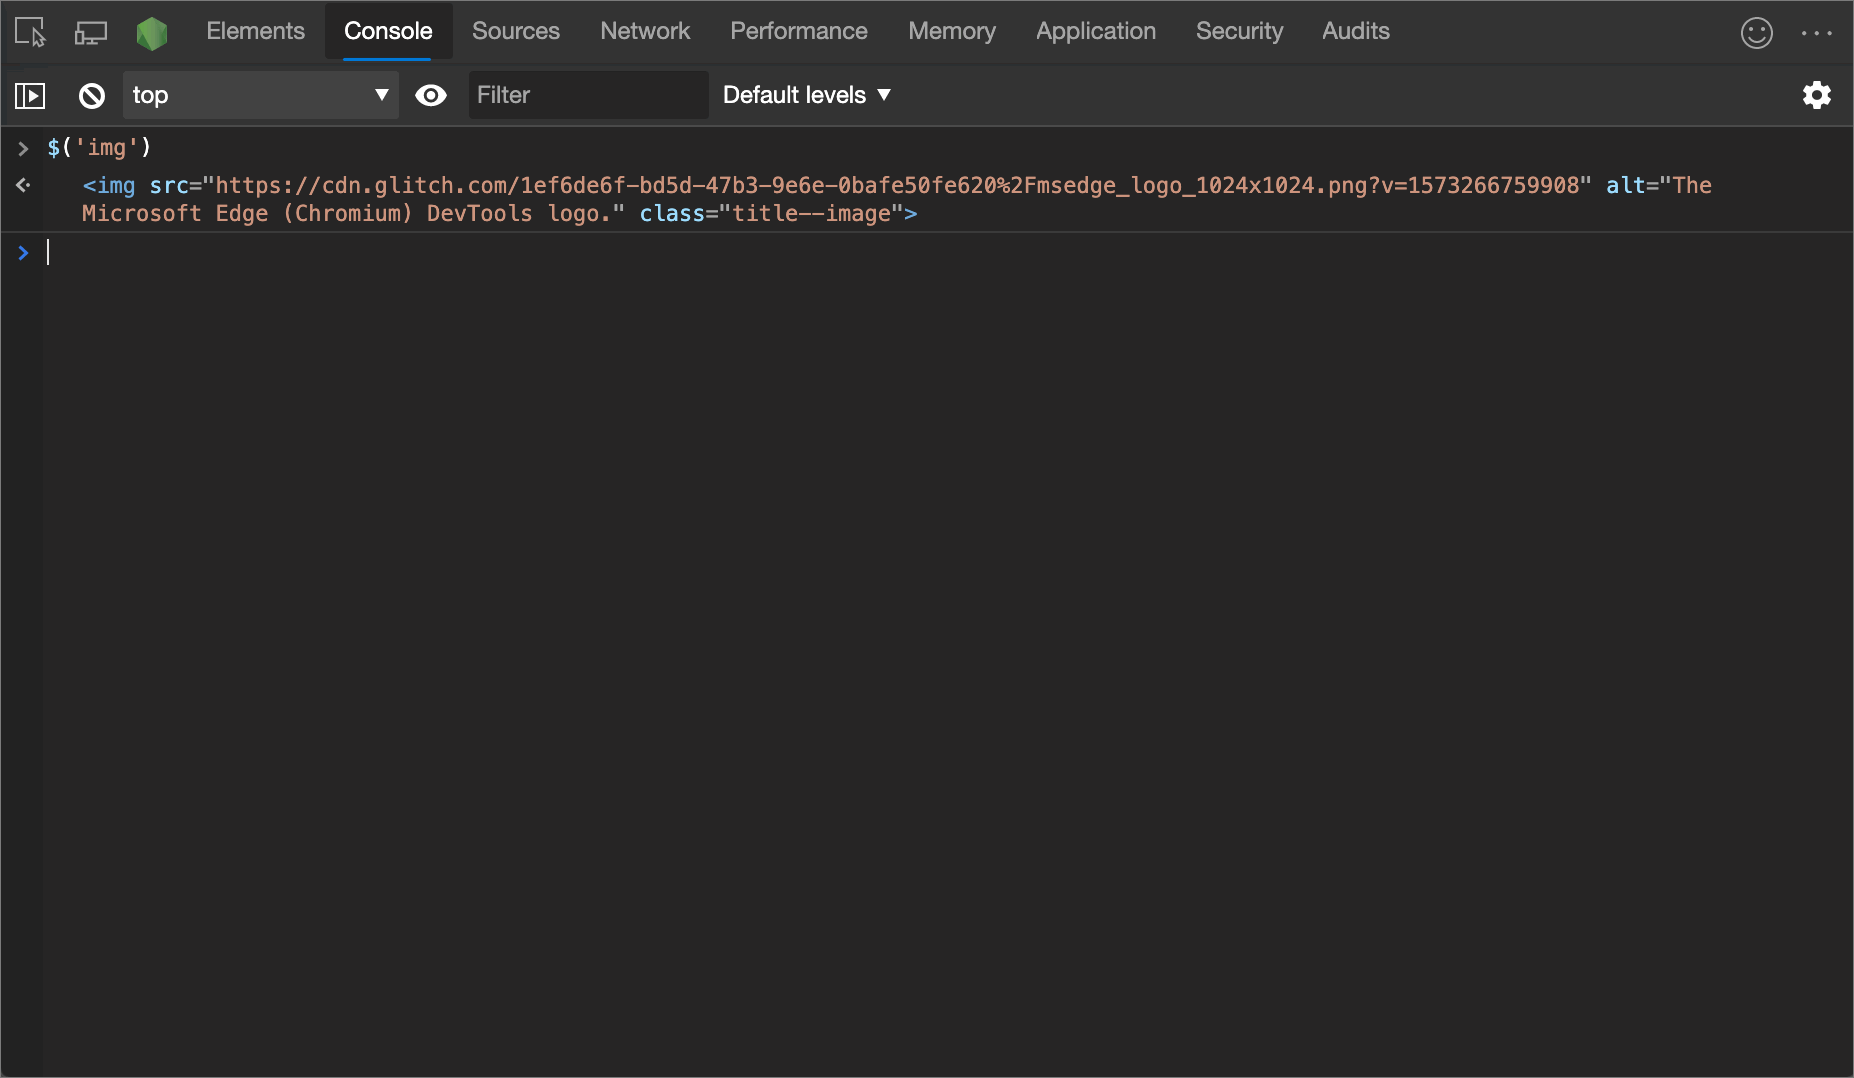 Elements Console Sources Network Performance Memory Application Security Audits
top Filter Default levels
$('img')
<img src="https://cdn.glitch.com/1ef6de6f-bd5d-47b3-9e6e-0bafe50fe620%2Fmsedge_logo_1024x1024.png?v=1573266759908" alt="The
Microsoft Edge (Chromium) DevTools logo." class="title--image">